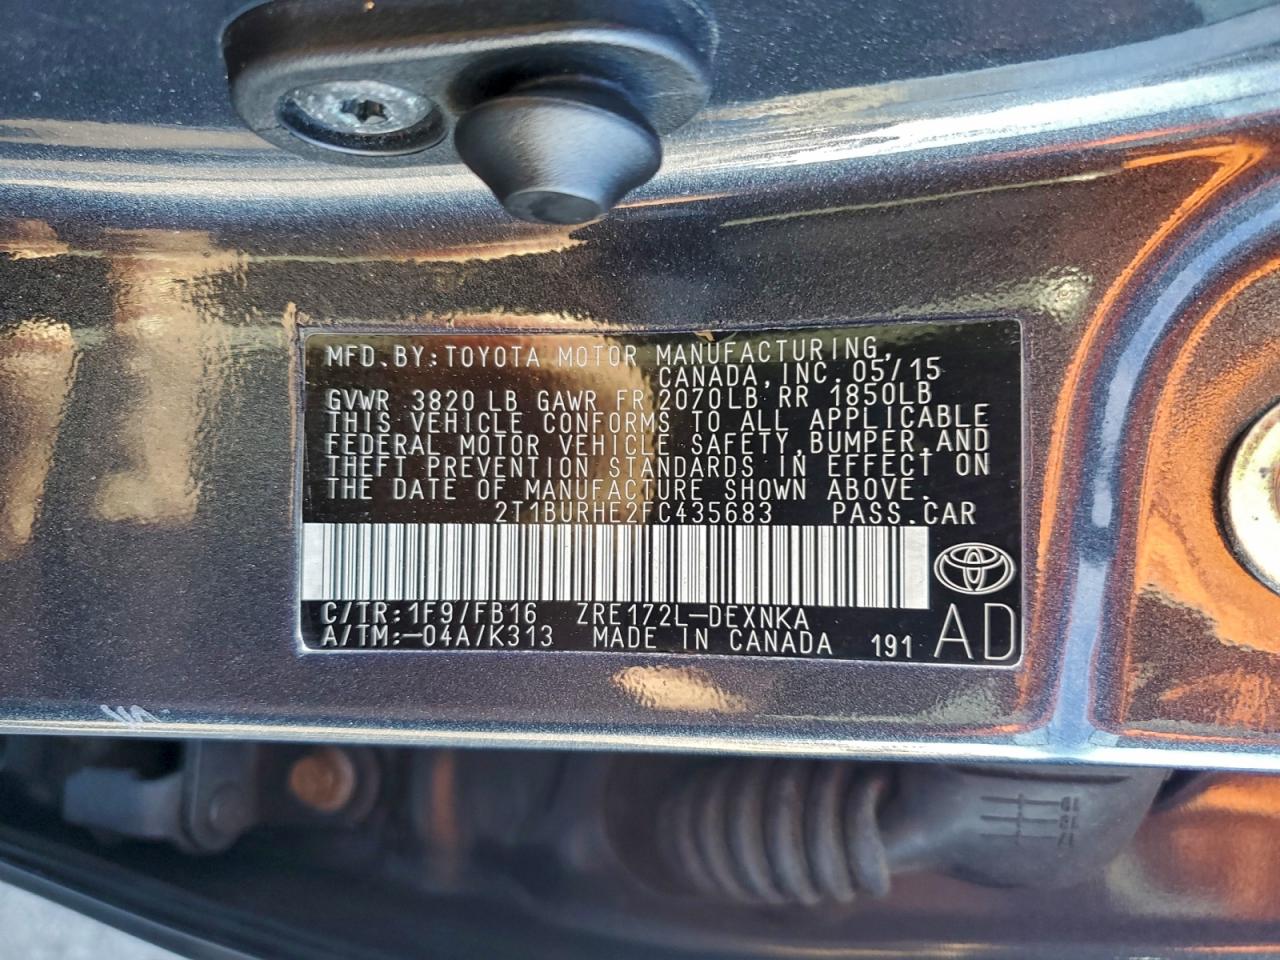 MFD.BY:TOYOTA MOTOR MANUFACTURING,
CANADA,INC.05/15
GVWR 3820LB GAWR FR 2070LB RR 1850LB
THIS VEHICLE CONFORMS TO ALL APPLICABLE
FEDERAL MOTOR VEHICLE SAFETY,BUMPER,AND
THEFT PREVENTION STANDARDS IN EFFECT ON
THE DATE OF MANUFACTURE SHOWN ABOVE.
2T1BURHE2FC435683 PASS.CAR
C/TR:1F9/FB16 ZRE172L-DEXNKA
A/TM:-04A/K313 MADE IN CANADA 191 AD